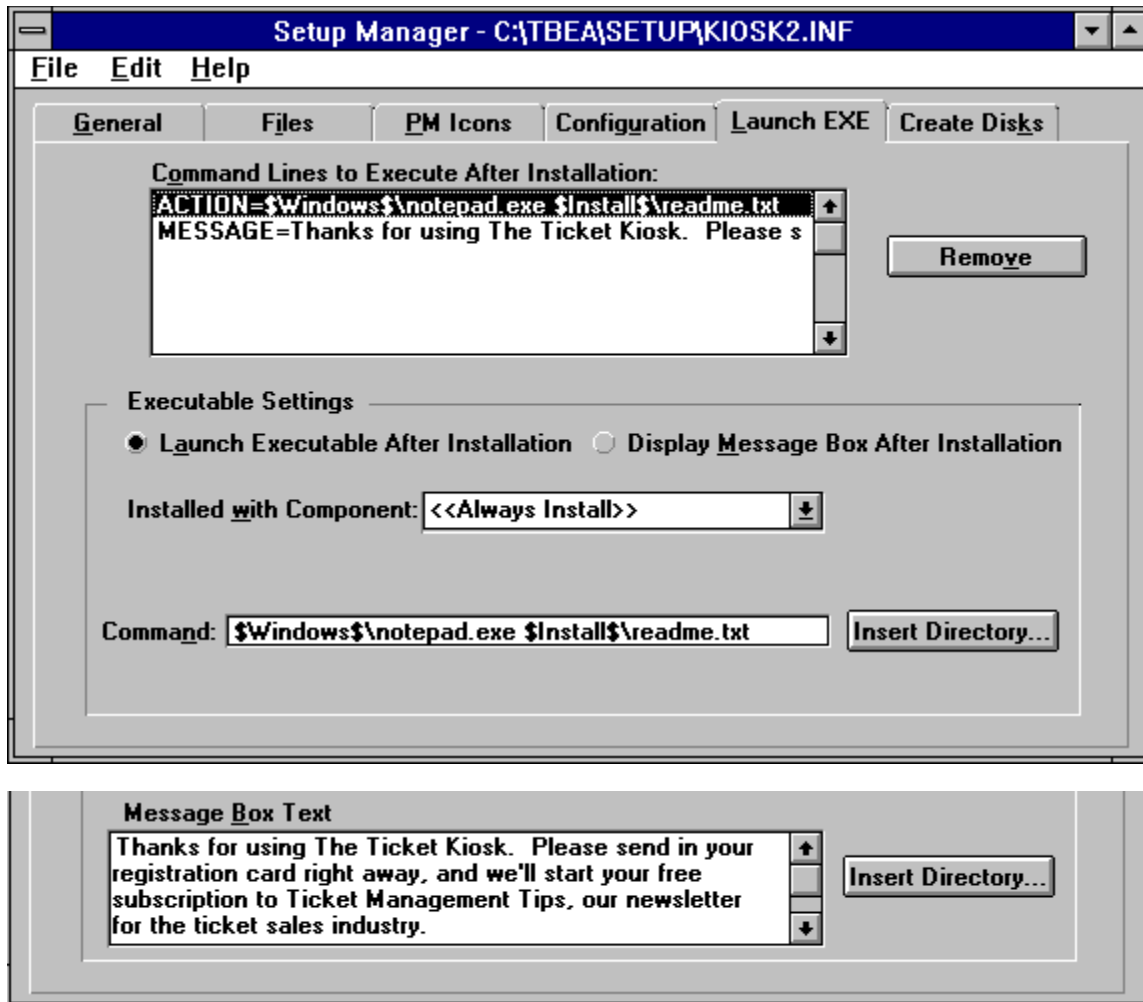 Setup Manager - C:\TBEA\SETUP\KIOSK2.INF
File Edit Help
General Files PM Icons Configuration Launch EXE Create Disks
Command Lines to Execute After Installation:
ACTION=$Windows$\notepad.exe $Install$\readme.txt
MESSAGE=Thanks for using The Ticket Kiosk.  Please s
Remove
Executable Settings
Launch Executable After Installation Display Message Box After Installation
Installed with Component: <<Always Install>>
Command: $Windows$\notepad.exe $Install$\readme.txt Insert Directory...
Message Box Text
Thanks for using The Ticket Kiosk.  Please send in your
registration card right away, and we'll start your free
subscription to Ticket Management Tips, our newsletter
for the ticket sales industry.
Insert Directory...